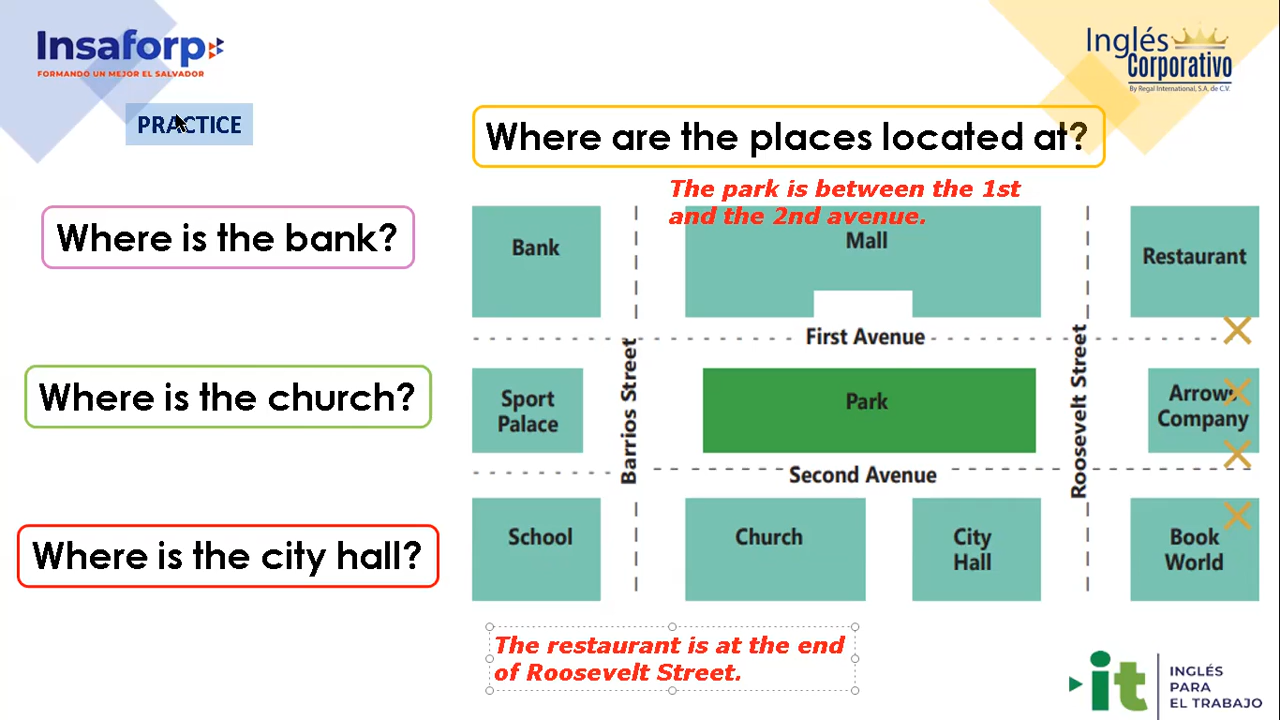 Insaforp
FORMANDO UN MEJOR EL SALVADOR
Inglés
Corporativo
By Regal International, S.A. de C.V.
PRACTICE
Where are the places located at?
The park is between the 1st
and the 2nd avenue.
Where is the bank?
Bank
Mall
Restaurant
First Avenue
Where is the church?
Sport
Palace
Barrios Street
Park
Roosevelt Street
Arrows
Company
Second Avenue
Where is the city hall?
School
Church
City
Hall
Book
World
The restaurant is at the end
of Roosevelt Street.
it
INGLÉS
PARA
EL TRABAJO